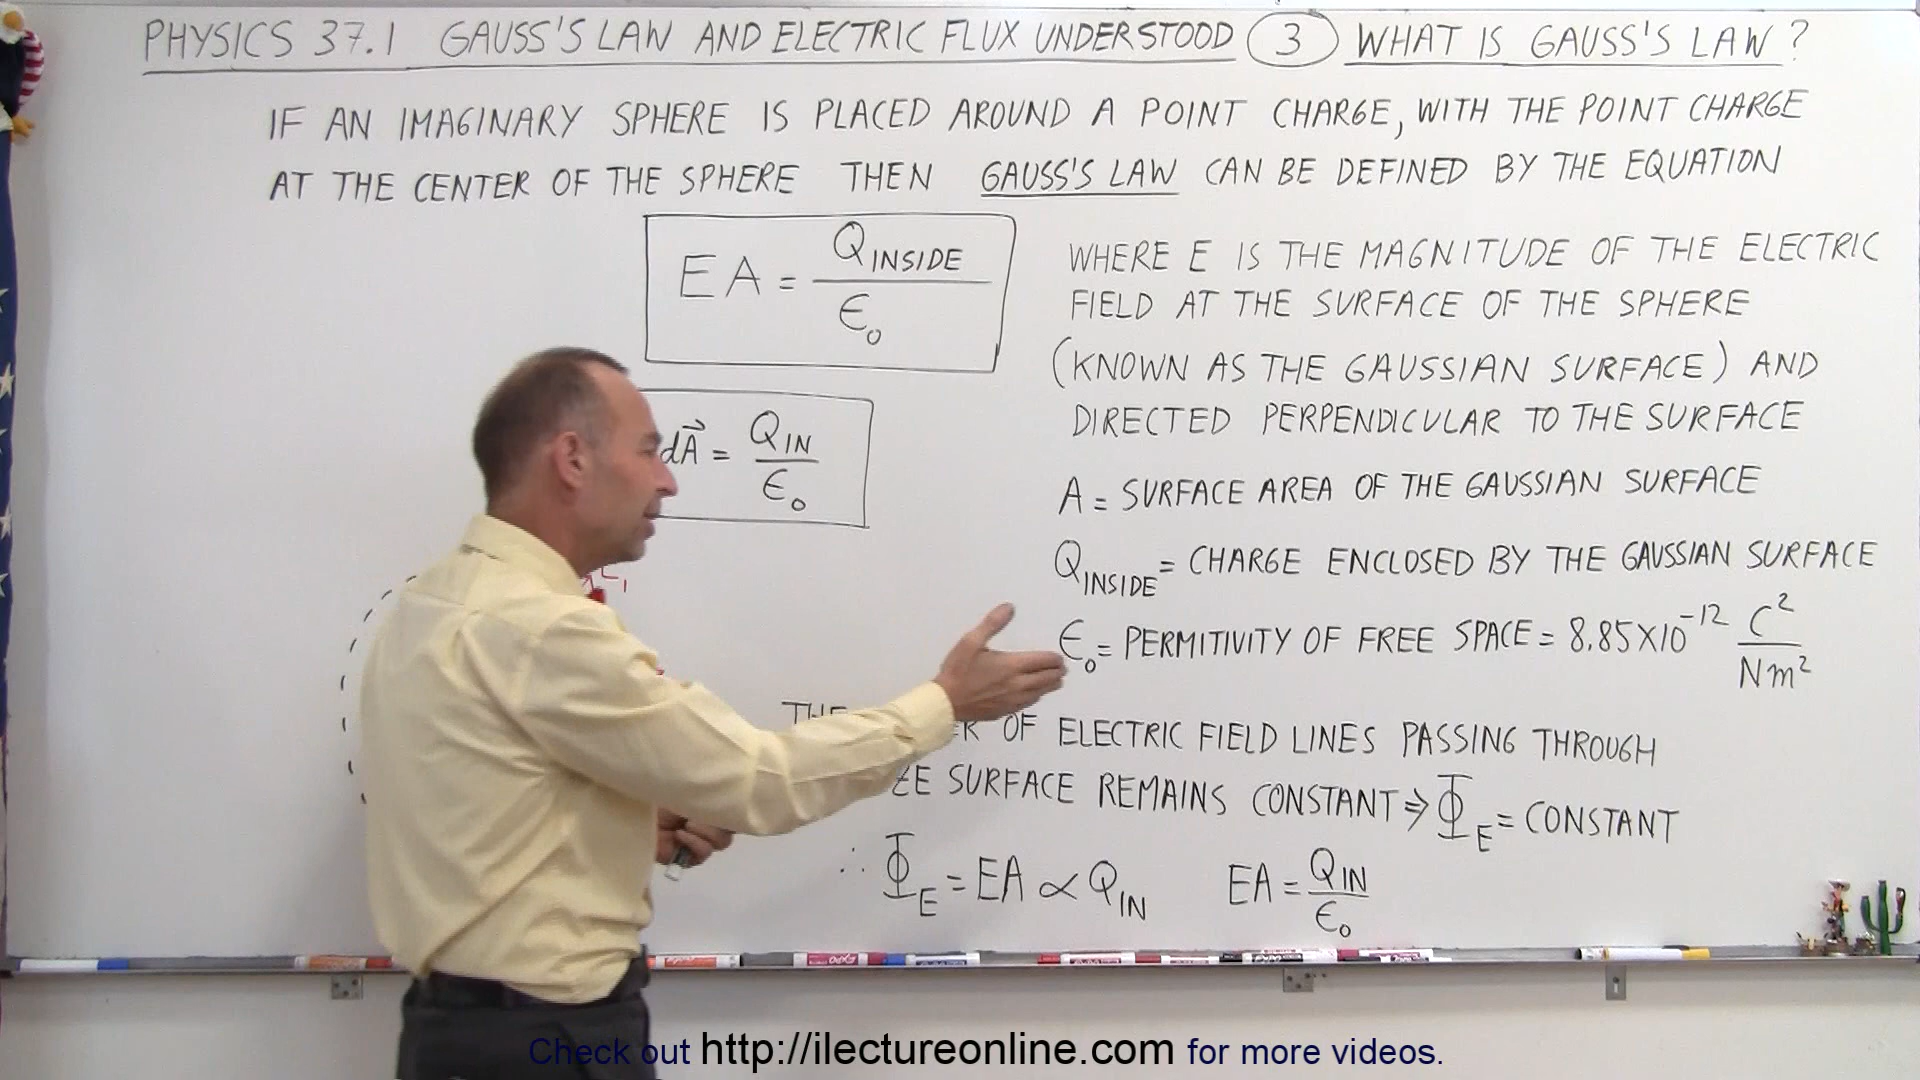 PHYSICS 37.1 GAUSS'S LAW AND ELECTRIC FLUX UNDERSTOOD 3 WHAT IS GAUSS'S LAW?
IF AN IMAGINARY SPHERE IS PLACED AROUND A POINT CHARGE, WITH THE POINT CHARGE
AT THE CENTER OF THE SPHERE THEN GAUSS'S LAW CAN BE DEFINED BY THE EQUATION
EA = Q_INSIDE / ϵ₀
WHERE E IS THE MAGNITUDE OF THE ELECTRIC
FIELD AT THE SURFACE OF THE SPHERE
(KNOWN AS THE GAUSSIAN SURFACE) AND
DIRECTED PERPENDICULAR TO THE SURFACE
dA⃗ = Q_IN / ϵ₀
A = SURFACE AREA OF THE GAUSSIAN SURFACE
Q_INSIDE = CHARGE ENCLOSED BY THE GAUSSIAN SURFACE
ϵ₀ = PERMITIVITY OF FREE SPACE = 8.85x10⁻¹² C²/Nm²
OF ELECTRIC FIELD LINES PASSING THROUGH
SURFACE REMAINS CONSTANT ⇒ Φ_E = CONSTANT
∴ Φ_E = EA ∝ Q_IN EA = Q_IN / ϵ₀
Check out http://ilectureonline.com for more videos.